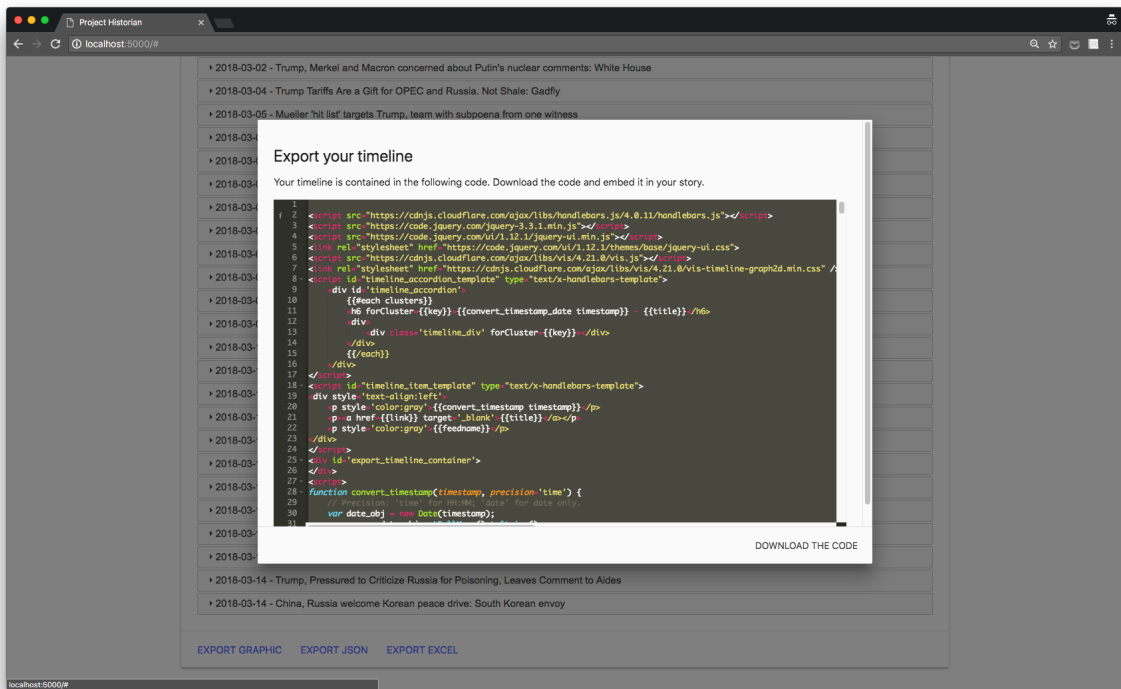 Project Historian
localhost:5000/#
2018-03-02 - Trump, Merkel and Macron concerned about Putin's nuclear comments: White House
2018-03-04 - Trump Tariffs Are a Gift for OPEC and Russia. Not Shale: Gadfly
2018-03-05 - Mueller 'hit list' targets Trump, team with subpoena from one witness
Export your timeline
Your timeline is contained in the following code. Download the code and embed it in your story.
1
2 <script src="https://cdnjs.cloudflare.com/ajax/libs/handlebars.js/4.0.11/handlebars.js"></script>
3 <script src="https://code.jquery.com/jquery-3.3.1.min.js"></script>
4 <script src="https://code.jquery.com/ui/1.12.1/jquery-ui.min.js"></script>
5 <link rel="stylesheet" href="https://code.jquery.com/ui/1.12.1/themes/base/jquery-ui.css">
6 <script src="https://cdnjs.cloudflare.com/ajax/libs/vis/4.21.0/vis.js"></script>
7 <link rel="stylesheet" href="https://cdnjs.cloudflare.com/ajax/libs/vis/4.21.0/vis-timeline-graph2d.min.css" />
8 <script id="timeline_accordion_template" type="text/x-handlebars-template">
9 <div id='timeline_accordion'>
10 {{#each clusters}}
11 <h6 forCluster={{key}}>{{convert_timestamp_date timestamp}} - {{title}}</h6>
12 <div>
13 <div class='timeline_div' forCluster={{key}}></div>
14 </div>
15 {{/each}}
16 </div>
17 </script>
18 <script id="timeline_item_template" type="text/x-handlebars-template">
19 <div style='text-align:left'>
20 <p style='color:gray'>{{convert_timestamp timestamp}}</p>
21 <p><a href={{link}} target='_blank'>{{title}}</a></p>
22 <p style='color:gray'>{{feedname}}</p>
23 </div>
24 </script>
25 <div id='export_timeline_container'>
26 </div>
27 <script>
28 function convert_timestamp(timestamp, precision='time') {
29 // Precision: 'time' for HH:MM; 'date' for date only.
30 var date_obj = new Date(timestamp);
31
DOWNLOAD THE CODE
2018-03-14 - Trump, Pressured to Criticize Russia for Poisoning, Leaves Comment to Aides
2018-03-14 - China, Russia welcome Korean peace drive: South Korean envoy
EXPORT GRAPHIC EXPORT JSON EXPORT EXCEL
localhost:5000/#